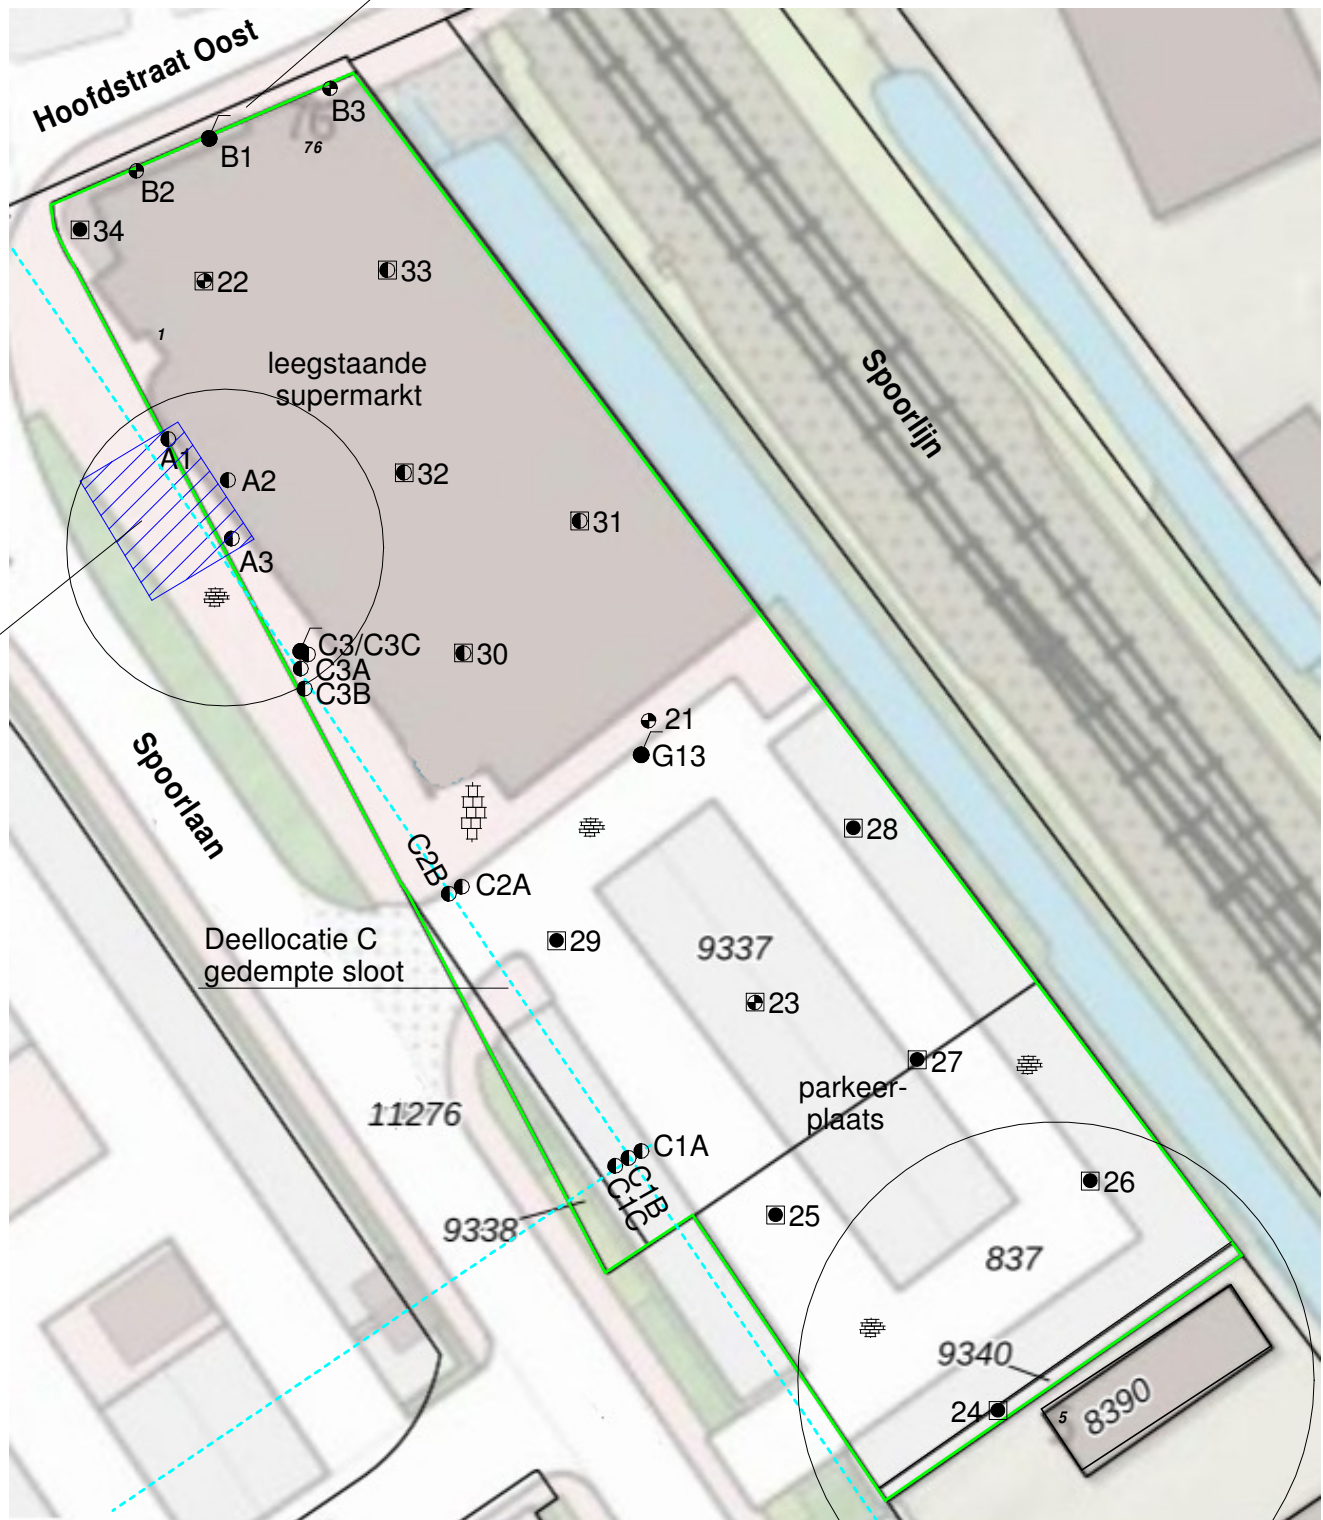 Hoofdstraat Oost
B3
76
76
B1
B2
34
33
22
1
leegstaande
supermarkt
Spoorlijn
A1
A2
32
31
A3
C3/C3C
C3A
C3B
30
21
G13
Spoorlaan
28
C2B
C2A
Deellocatie C
gedempte sloot
29
9337
23
27
parkeer-
plaats
11276
C1A
C1B
C1C
26
25
9338
837
9340
24
5
8390